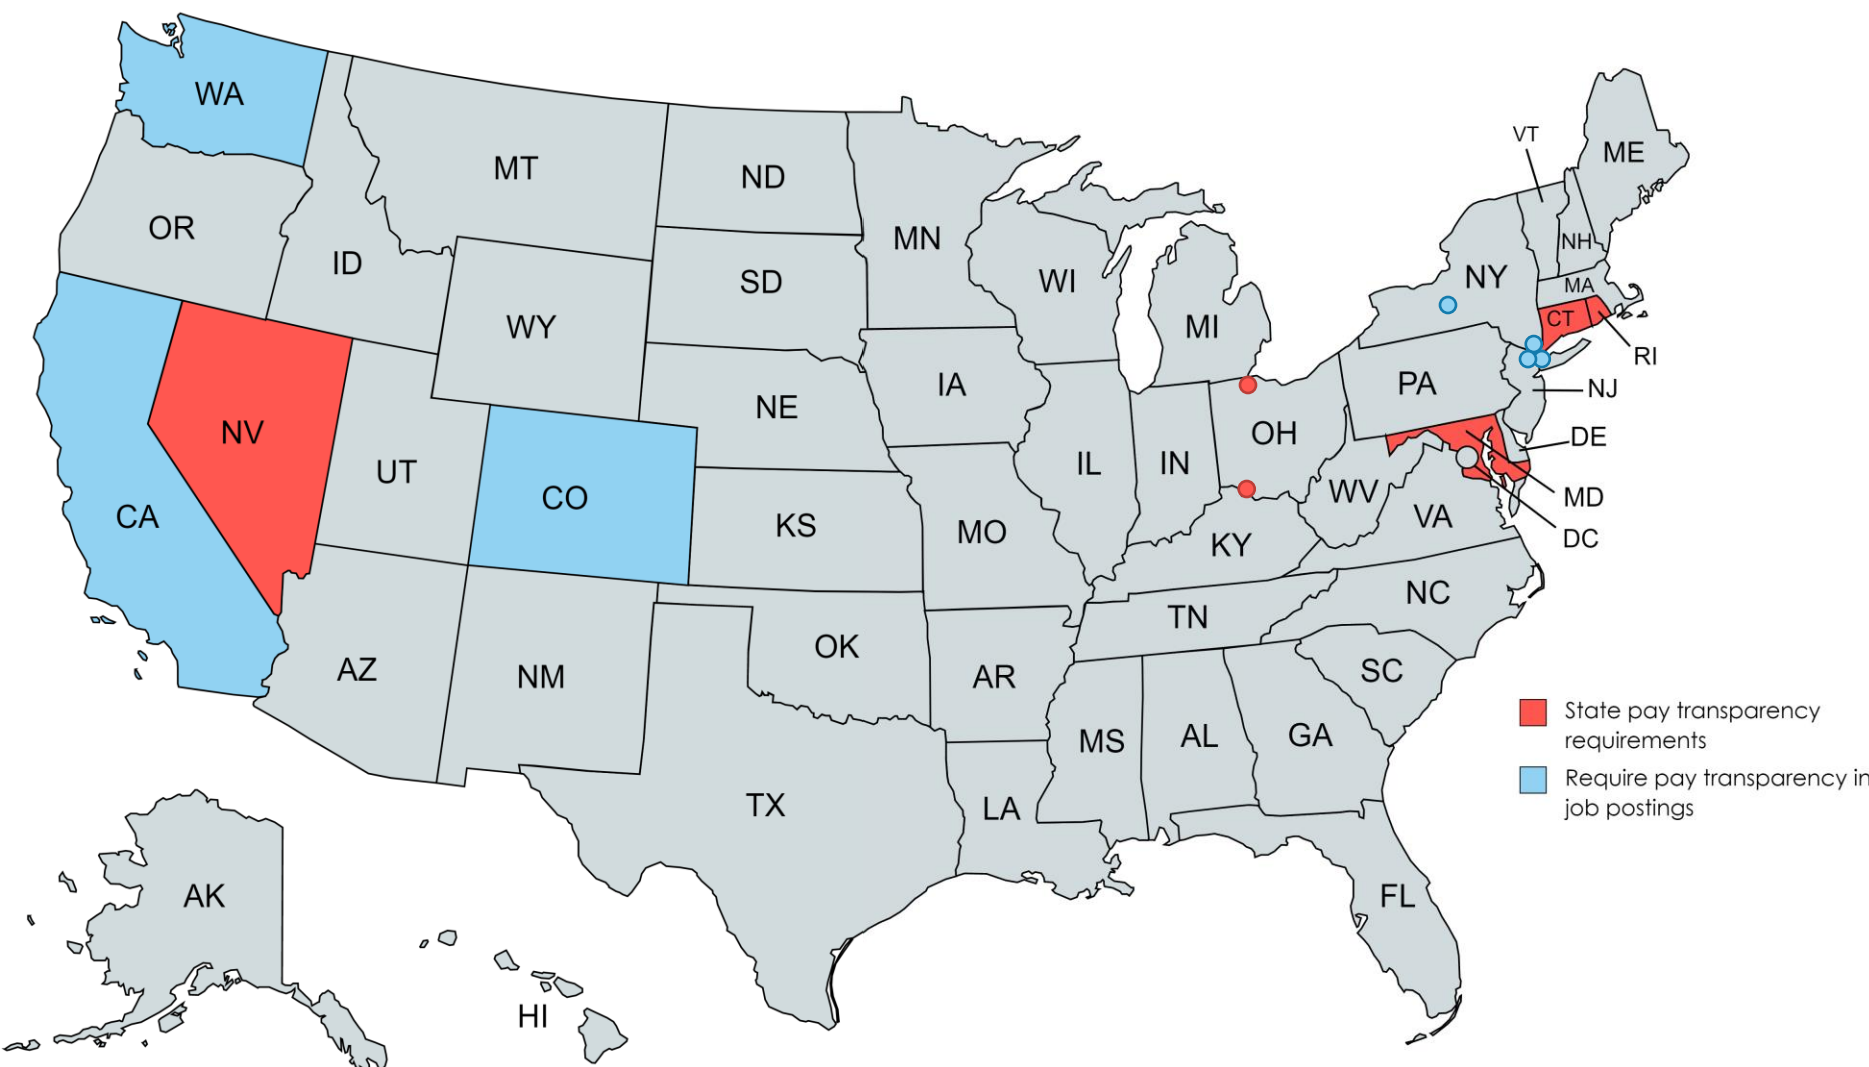 WA
MT
ND
MN
VT
ME
OR
ID
SD
WI
NY
NH
MA
WY
MI
CT
RI
IA
PA
NJ
NV
NE
OH
DE
UT
CO
IL
IN
WV
MD
CA
KS
MO
KY
VA
DC
TN
NC
AZ
NM
OK
AR
SC
MS
AL
GA
State pay transparency
requirements
Require pay transparency in
job postings
TX
LA
AK
FL
HI